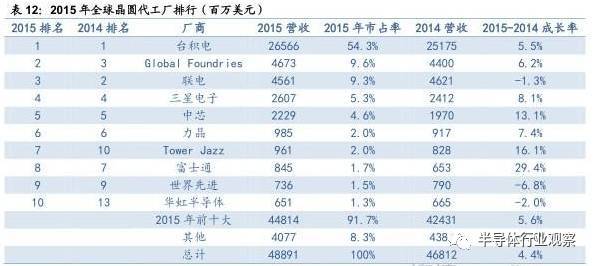 表 12：2015 年全球晶圆代工厂排行（百万美元）
2015 排名 2014 排名 厂商 2015 营收 2015 年市占率 2014 营收 2015-2014 成长率
1 1 台积电 26566 54.3% 25175 5.5%
2 3 Global Foundries 4673 9.6% 4400 6.2%
3 2 联电 4561 9.3% 4621 -1.3%
4 4 三星电子 2607 5.3% 2412 8.1%
5 5 中芯 2229 4.6% 1970 13.1%
6 6 力晶 985 2.0% 917 7.4%
7 10 Tower Jazz 961 2.0% 828 16.1%
8 7 富士通 845 1.7% 653 29.4%
9 9 世界先进 736 1.5% 790 -6.8%
10 13 华虹半导体 651 1.3% 665 -2.0%
2015 年前十大 44814 91.7% 42431 5.6%
其他 4077 8.3% 438
半导体行业观察
总计 48891 100% 46812 4.4%